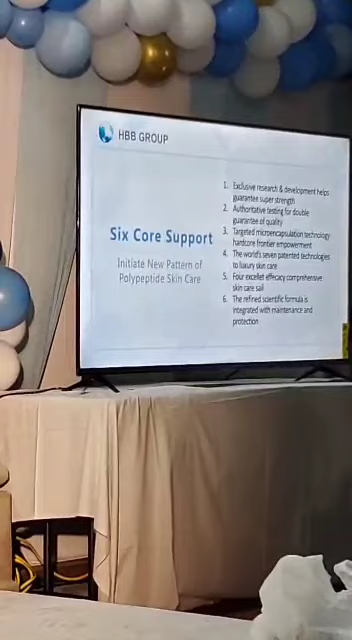 HBB GROUP
Six Core Support
Initiate New Pattern of
Polypeptide Skin Care
1. Exclusive research & development helps
guarantee super strength
2. Authoritative testing for double
guarantee of quality
3. Targeted microencapsulation technology
hardcore frontier empowerment
4. The world's seven patented technologies
to luxury skin care
5. Four excellet effecacy comprehensive
skin care sail
6. The refined scientific formula is
integrated with maintenance and
protection